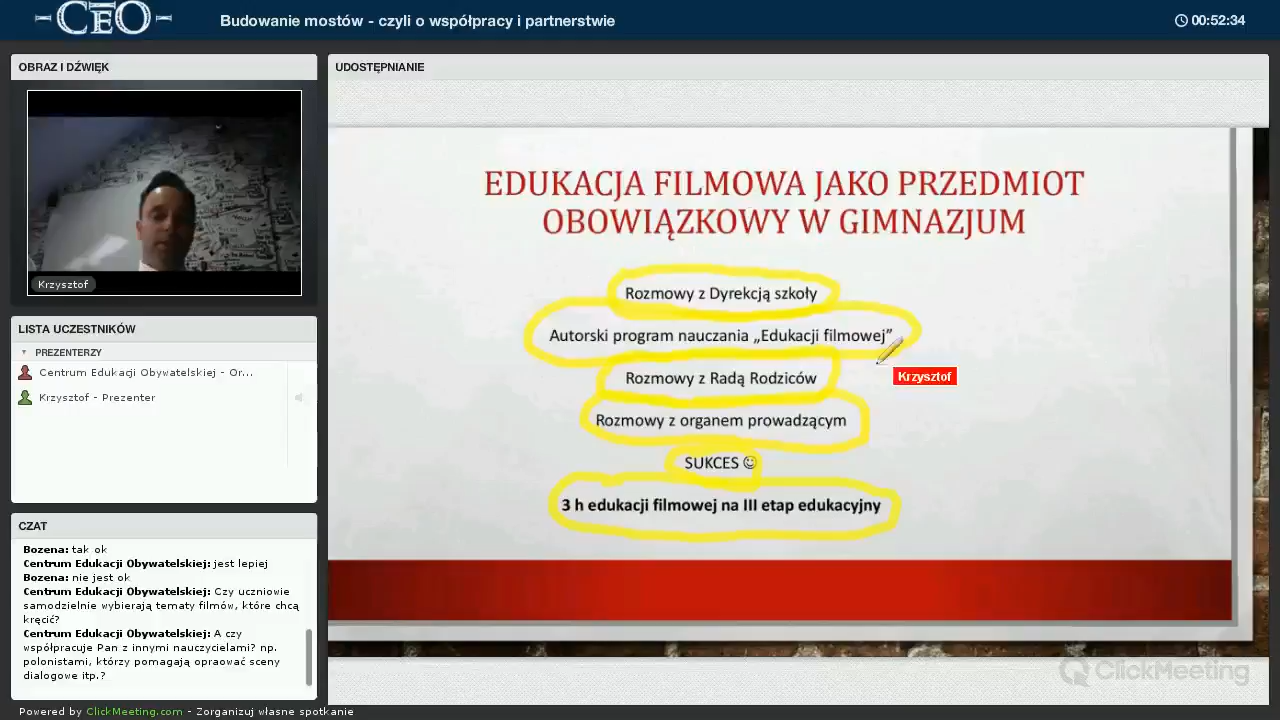 CEO
Budowanie mostów - czyli o współpracy i partnerstwie
00:52:34
OBRAZ I DŹWIĘK
Krzysztof
LISTA UCZESTNIKÓW
PREZENTERZY
Centrum Edukacji Obywatelskiej - Or...
Krzysztof - Prezenter
CZAT
Bozena: tak ok
Centrum Edukacji Obywatelskiej: jest lepiej
Bozena: nie jest ok
Centrum Edukacji Obywatelskiej: Czy uczniowie
samodzielnie wybierają tematy filmów, które chcą
kręcić?
Centrum Edukacji Obywatelskiej: A czy
współpracuje Pan z innymi nauczycielami? np.
polonistami, którzy pomagają opraować sceny
dialogowe itp.?
Powered by ClickMeeting.com - Zorganizuj własne spotkanie
UDOSTĘPNIANIE
EDUKACJA FILMOWA JAKO PRZEDMIOT
OBOWIĄZKOWY W GIMNAZJUM
Rozmowy z Dyrekcją szkoły
Autorski program nauczania „Edukacji filmowej”
Krzysztof
Rozmowy z Radą Rodziców
Rozmowy z organem prowadzącym
SUKCES ☺
3 h edukacji filmowej na III etap edukacyjny
ClickMeeting